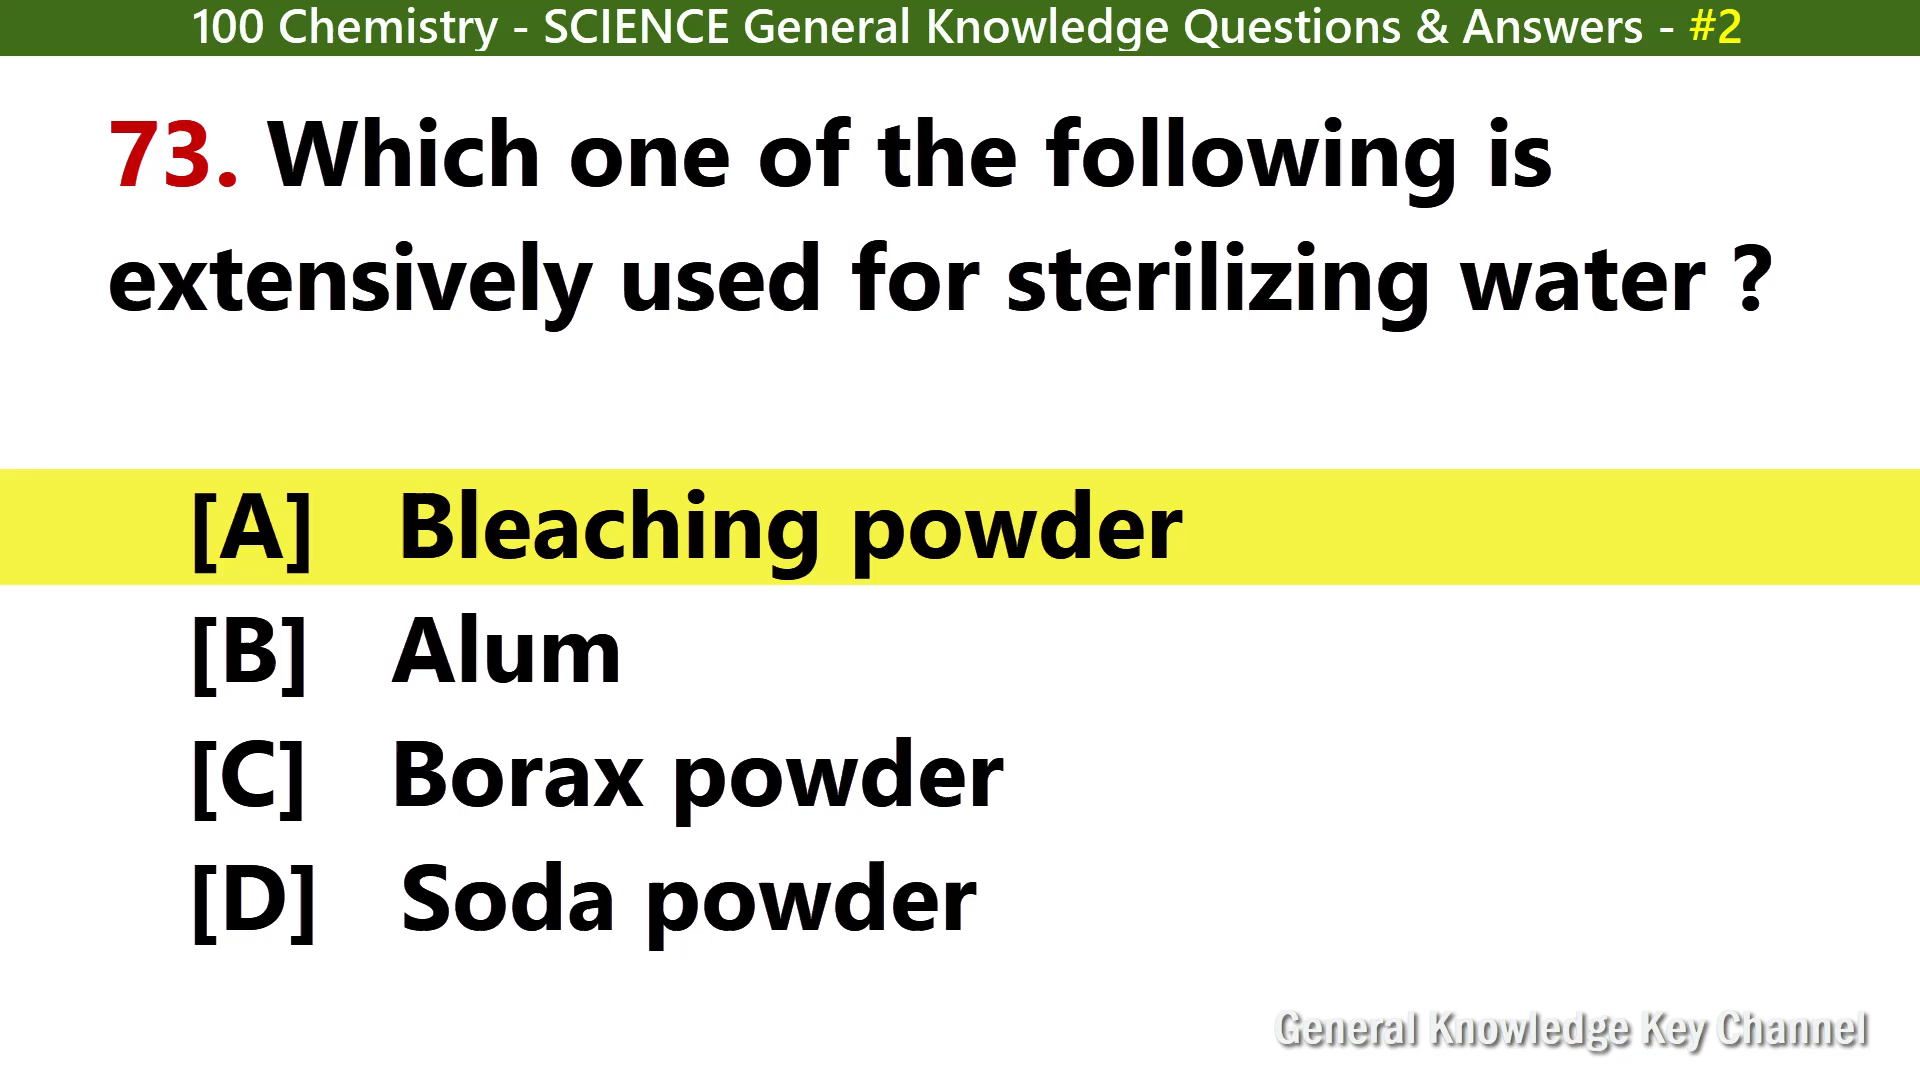 100 Chemistry - SCIENCE General Knowledge Questions & Answers - #2
73. Which one of the following is
extensively used for sterilizing water ?
[A] Bleaching powder
[B] Alum
[C] Borax powder
[D] Soda powder
General Knowledge Key Channel